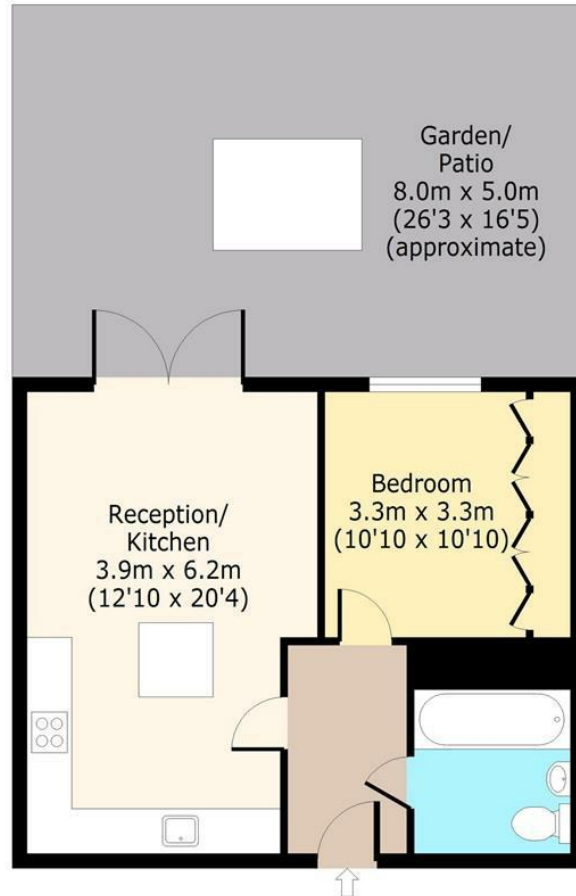 Garden/
Patio
8.0m x 5.0m
(26'3 x 16'5)
(approximate)
Reception/
Kitchen
3.9m x 6.2m
(12'10 x 20'4)
Bedroom
3.3m x 3.3m
(10'10 x 10'10)